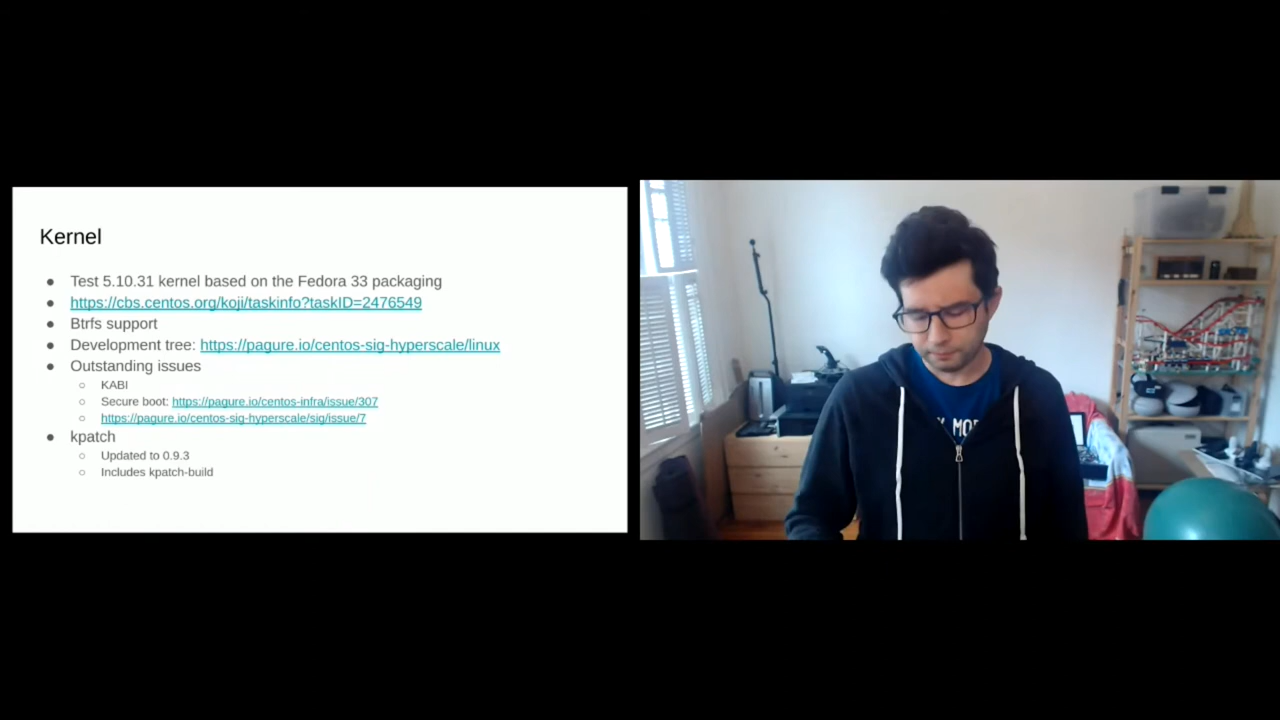 Kernel
● Test 5.10.31 kernel based on the Fedora 33 packaging
● https://cbs.centos.org/koji/taskinfo?taskID=2476549
● Btrfs support
● Development tree: https://pagure.io/centos-sig-hyperscale/linux
● Outstanding issues
○ KABI
○ Secure boot: https://pagure.io/centos-infra/issue/307
○ https://pagure.io/centos-sig-hyperscale/sig/issue/7
● kpatch
○ Updated to 0.9.3
○ Includes kpatch-build